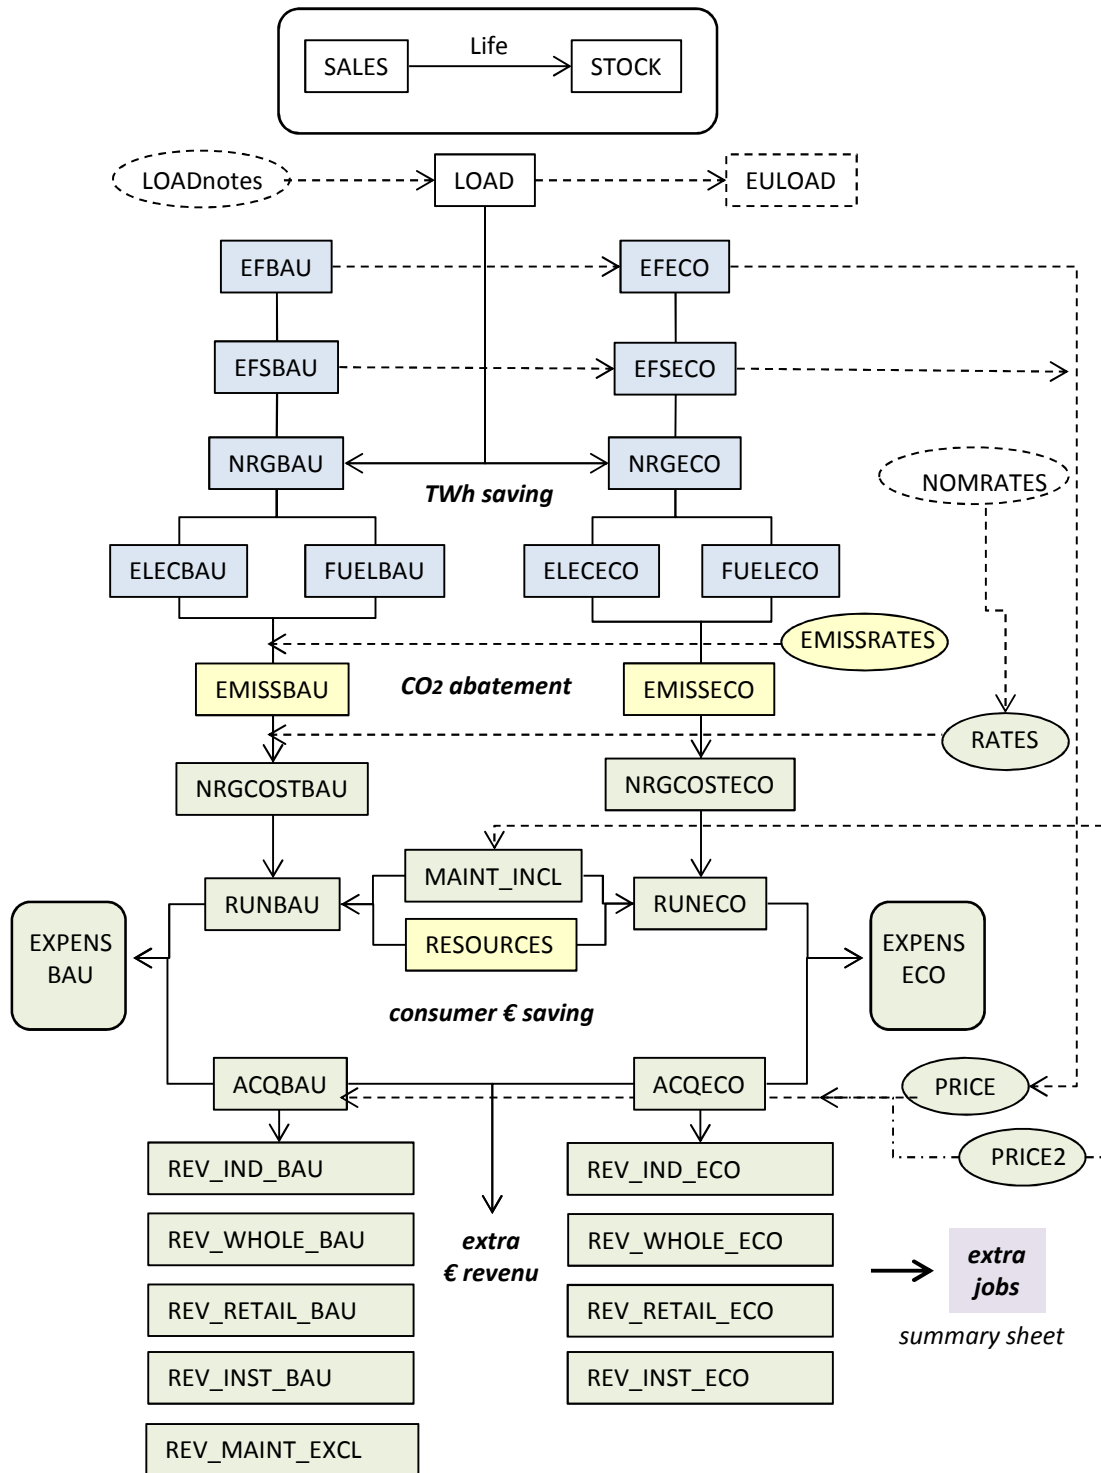 Life
SALES
STOCK
LOADnotes
LOAD
EULOAD
EFBAU
EFECO
EFSBAU
EFSECO
NRGBAU
NRGECO
TWh saving
NOMRATES
ELECBAU
FUELBAU
ELECECO
FUELECO
EMISSRATES
EMISSBAU
CO2 abatement
EMISSECO
RATES
NRGCOSTBAU
NRGCOSTECO
MAINT_INCL
RUNBAU
RUNECO
RESOURCES
EXPENS
BAU
EXPENS
ECO
consumer € saving
ACQBAU
ACQECO
PRICE
PRICE2
REV_IND_BAU
REV_IND_ECO
REV_WHOLE_BAU
REV_WHOLE_ECO
extra
€ revenu
extra
jobs
REV_RETAIL_BAU
REV_RETAIL_ECO
summary sheet
REV_INST_BAU
REV_INST_ECO
REV_MAINT_EXCL